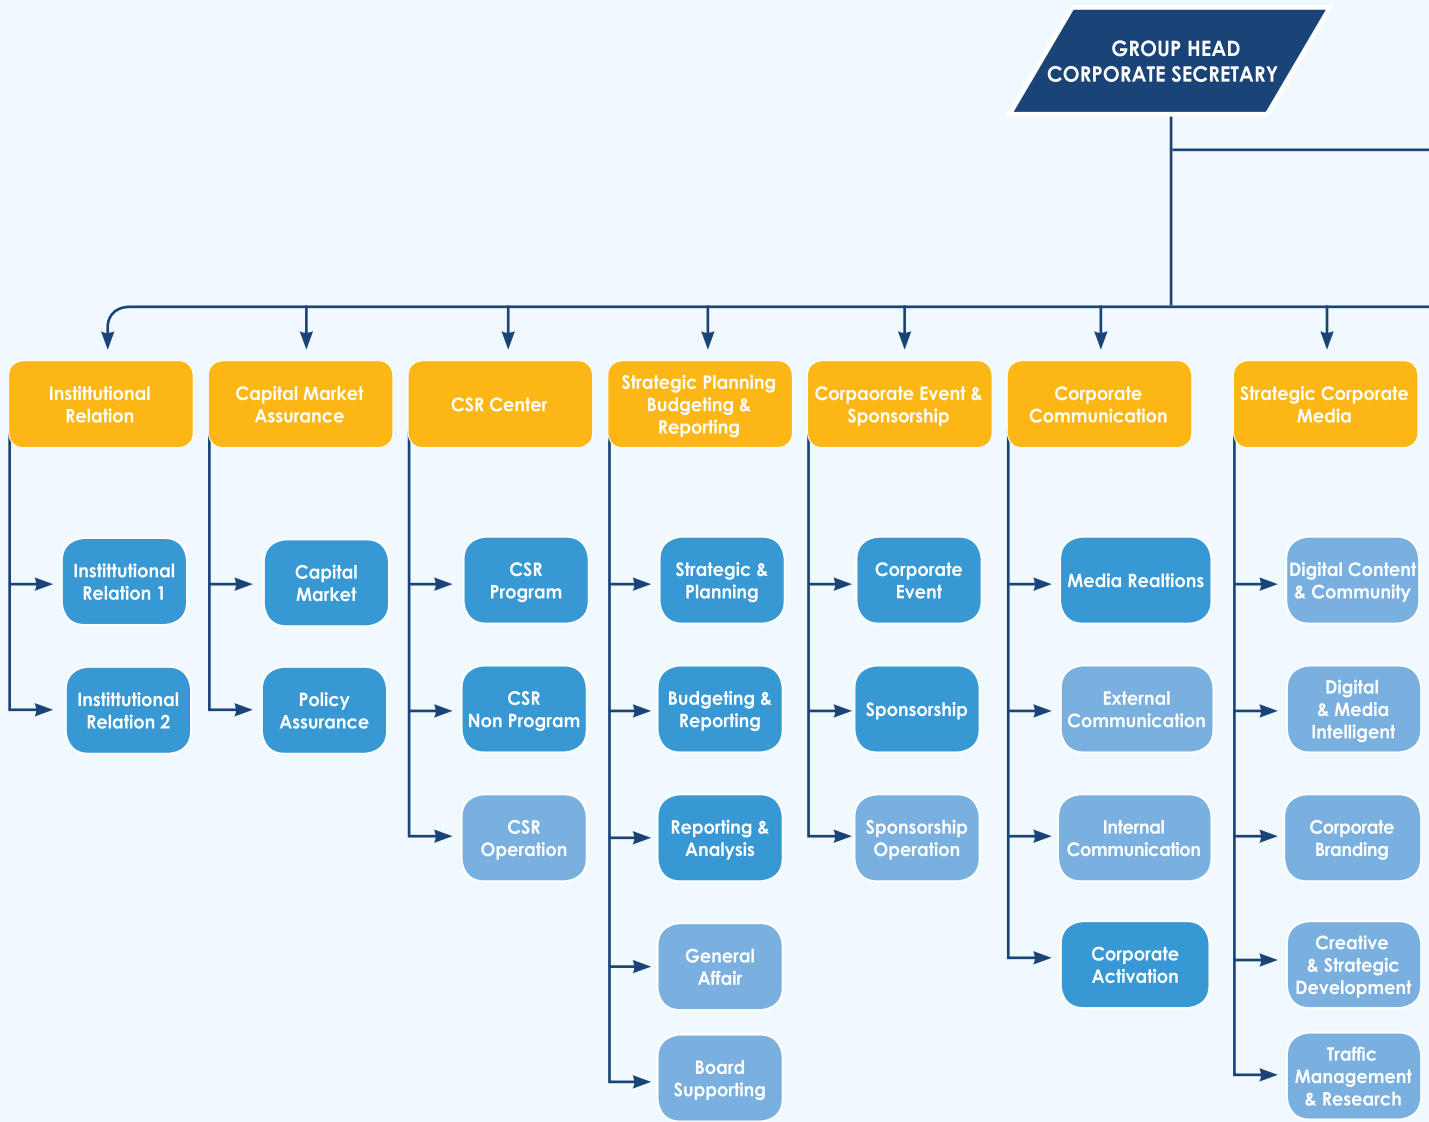 GROUP HEAD
CORPORATE SECRETARY
Instittutional
Relation
Capital Market
Assurance
CSR Center
Strategic Planning
Budgeting &
Reporting
Corpaorate Event &
Sponsorship
Corporate
Communication
Strategic Corporate
Media
Instittutional
Relation 1
Instittutional
Relation 2
Capital
Market
Policy
Assurance
CSR
Program
CSR
Non Program
CSR
Operation
Strategic &
Planning
Budgeting &
Reporting
Reporting &
Analysis
General
Affair
Board
Supporting
Corporate
Event
Sponsorship
Sponsorship
Operation
Media Realtions
External
Communication
Internal
Communication
Corporate
Activation
Digital Content
& Community
Digital
& Media
Intelligent
Corporate
Branding
Creative
& Strategic
Development
Traffic
Management
& Research